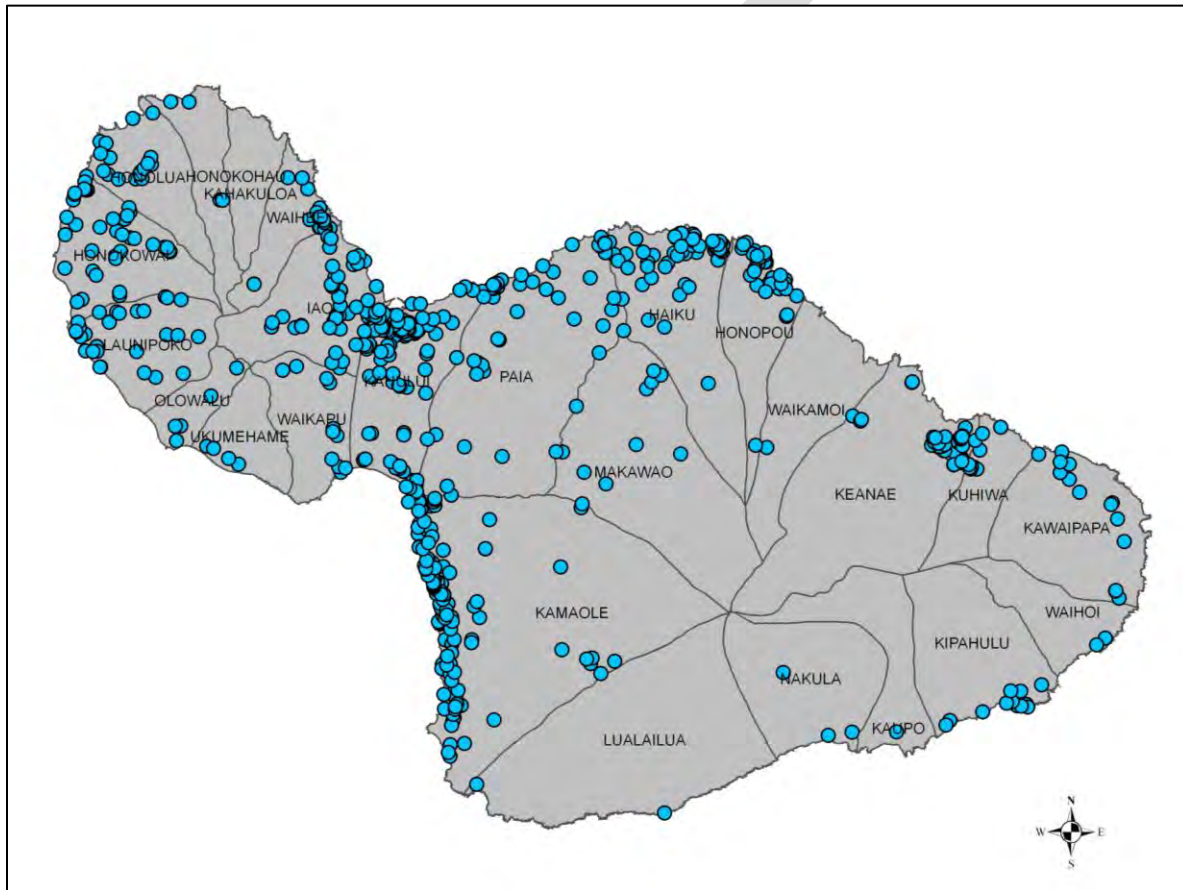 HONOLUA
HONOKOHAU
KAHAKULOA
WAIHEE
HONOKOWAI
IAO
LAUNIPOKO
HAIKU
HONOPOU
KAHULUI
PAIA
OLOWALU
WAIKAPU
WAIKAMOI
UKUMEHAME
MAKAWAO
KEANAE
KUHIWA
KAWAIPAPA
KAMAOLE
WAIHOI
KIPAHULU
NAKULA
KAUPO
LUALAILUA
N
W E
S